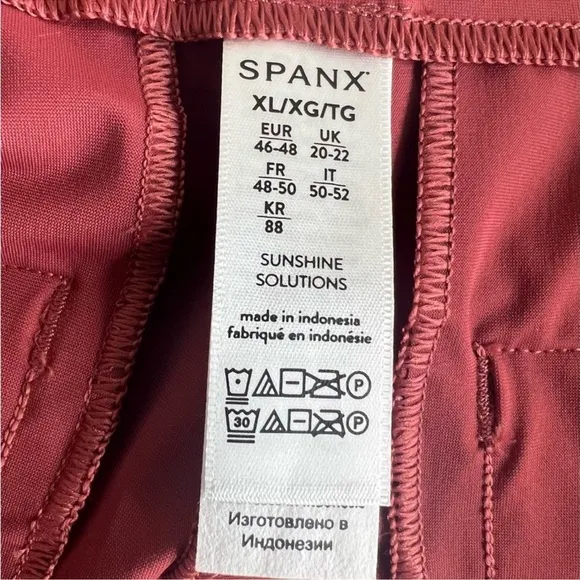 SPANX
XL/XG/TG
EUR UK
46-48 20-22
FR IT
48-50 50-52
KR
88
SUNSHINE
SOLUTIONS
made in indonesia
fabriqué en indonésie
P
30 P
Изготовлено в
Индонезии